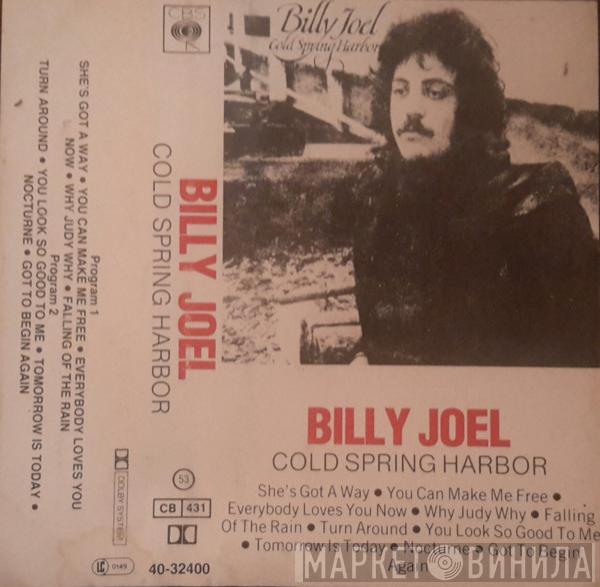 Program 1
SHE'S GOT A WAY • YOU CAN MAKE ME FREE • EVERYBODY LOVES YOU
NOW • WHY JUDY WHY • FALLING OF THE RAIN
Program 2
TURN AROUND • YOU LOOK SO GOOD TO ME • TOMORROW IS TODAY •
NOCTURNE • GOT TO BEGIN AGAIN
DOLBY SYSTEM
LC 0149
CBS
BILLY JOEL
COLD SPRING HARBOR
53
CB 431
40-32400
Billy Joel
Cold Spring Harbor
BILLY JOEL
COLD SPRING HARBOR
She's Got A Way • You Can Make Me Free •
Everybody Loves You Now • Why Judy Why • Falling
Of The Rain • Turn Around • You Look So Good To Me
• Tomorrow Is Today • Nocturne • Got To Begin
Again
МАРКЕТ ВИНИЛА